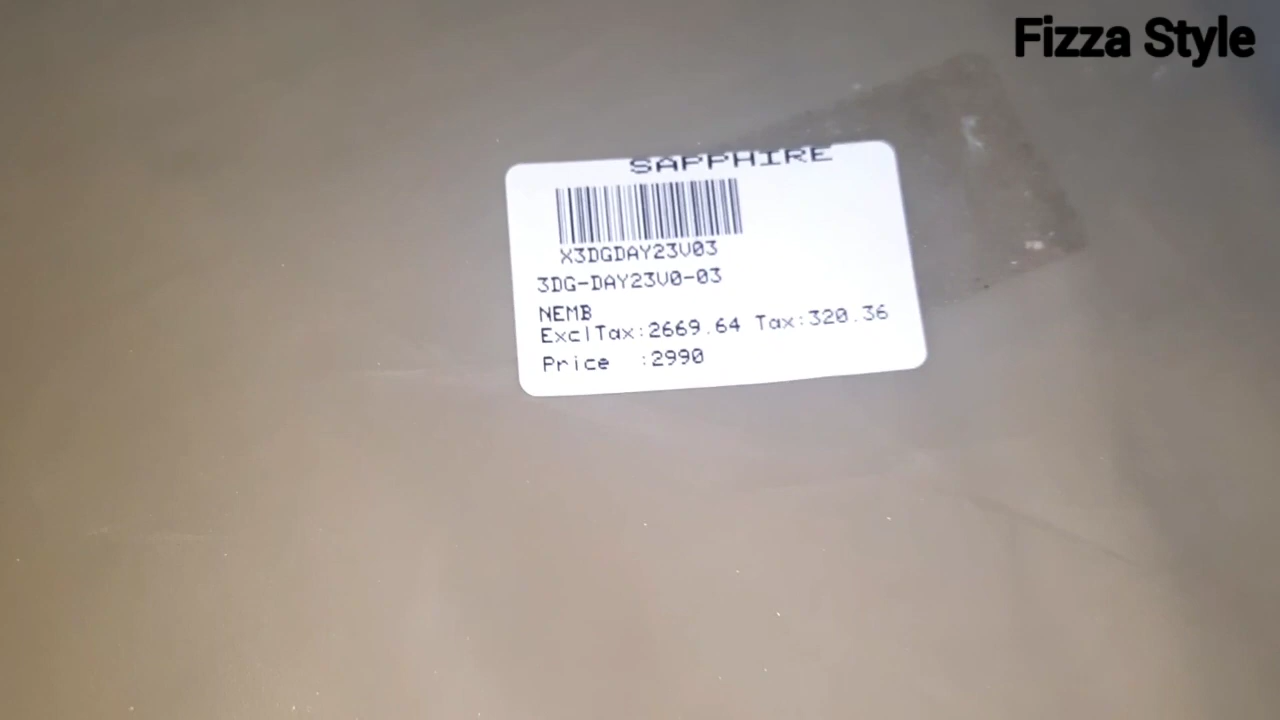 Fizza Style
SAPPHIRE
X3DGDAY23V03
3DG-DAY23V0-03
NEMB
ExclTax:2669.64 Tax:320.36
Price :2990